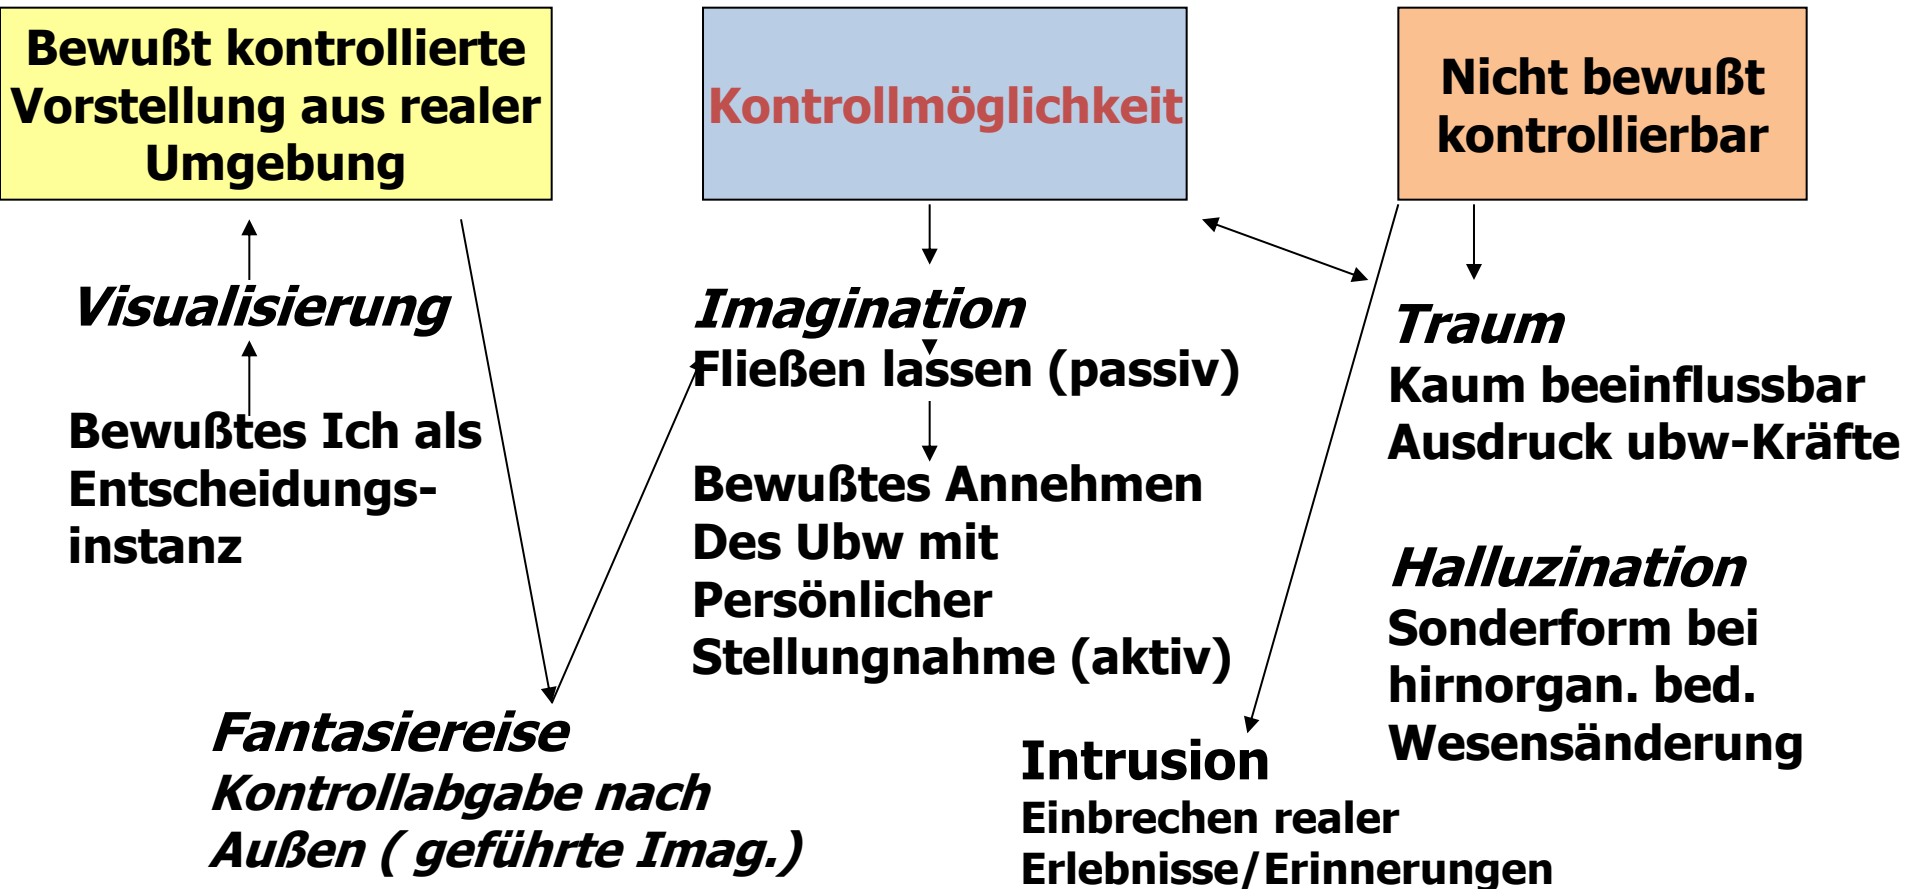 Bewußt kontrollierte
Vorstellung aus realer
Umgebung
Kontrollmöglichkeit
Nicht bewußt
kontrollierbar
Visualisierung
Bewußtes Ich als
Entscheidungs-
instanz
Imagination
Fließen lassen (passiv)
Bewußtes Annehmen
Des Ubw mit
Persönlicher
Stellungnahme (aktiv)
Traum
Kaum beeinflussbar
Ausdruck ubw-Kräfte
Halluzination
Sonderform bei
hirnorgan. bed.
Wesensänderung
Fantasiereise
Kontrollabgabe nach
Außen ( geführte Imag.)
Intrusion
Einbrechen realer
Erlebnisse/Erinnerungen